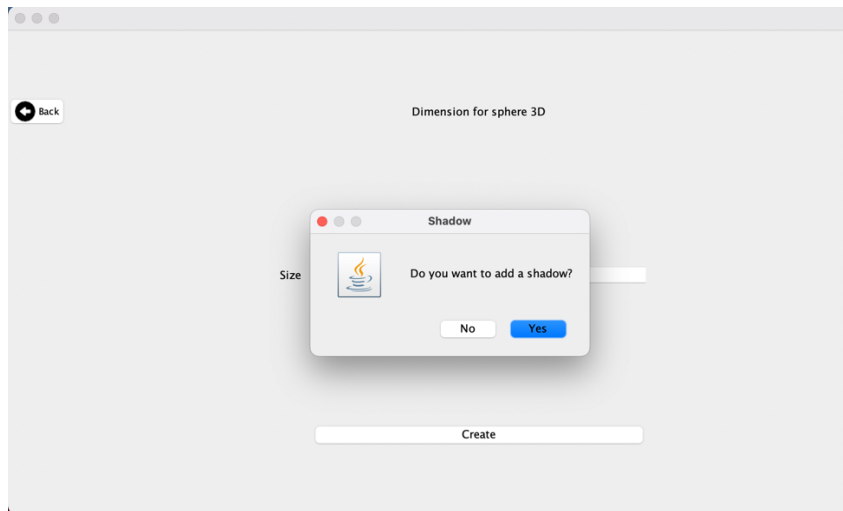 Back
Dimension for sphere 3D
Shadow
Size
Do you want to add a shadow?
No
Yes
Create